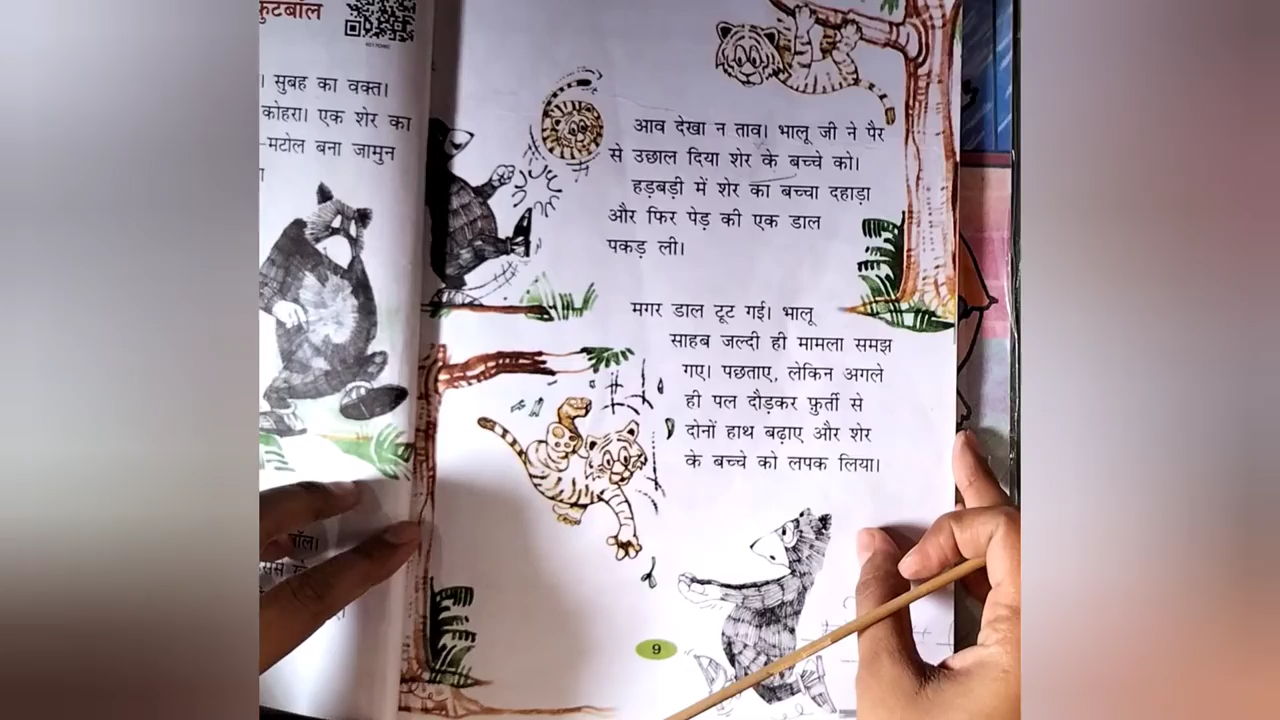 फ़ुटबॉल
। सुबह का वक्त।
कोहरा। एक शेर का
-मटोल बना जामुन
बॉल।
आव देखा न ताव। भालू जी ने पैर
से उछाल दिया शेर के बच्चे को।
हड़बड़ी में शेर का बच्चा दहाड़ा
और फिर पेड़ की एक डाल
पकड़ ली।
मगर डाल टूट गई। भालू
साहब जल्दी ही मामला समझ
गए। पछताए, लेकिन अगले
ही पल दौड़कर फ़ुर्ती से
दोनों हाथ बढ़ाए और शेर
के बच्चे को लपक लिया।
9